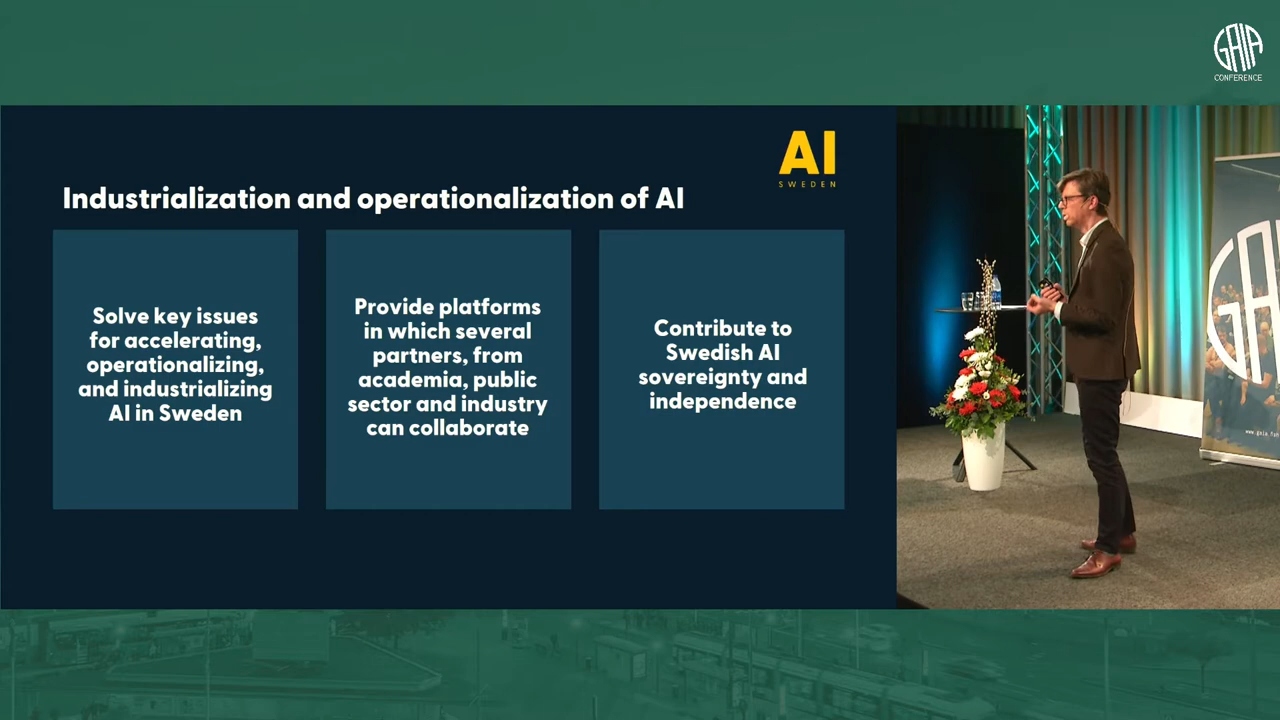 GAIA
CONFERENCE
AI
SWEDEN
Industrialization and operationalization of AI
Solve key issues
for accelerating,
operationalizing,
and industrializing
AI in Sweden
Provide platforms
in which several
partners, from
academia, public
sector and industry
can collaborate
Contribute to
Swedish AI
sovereignty and
independence
GAIA